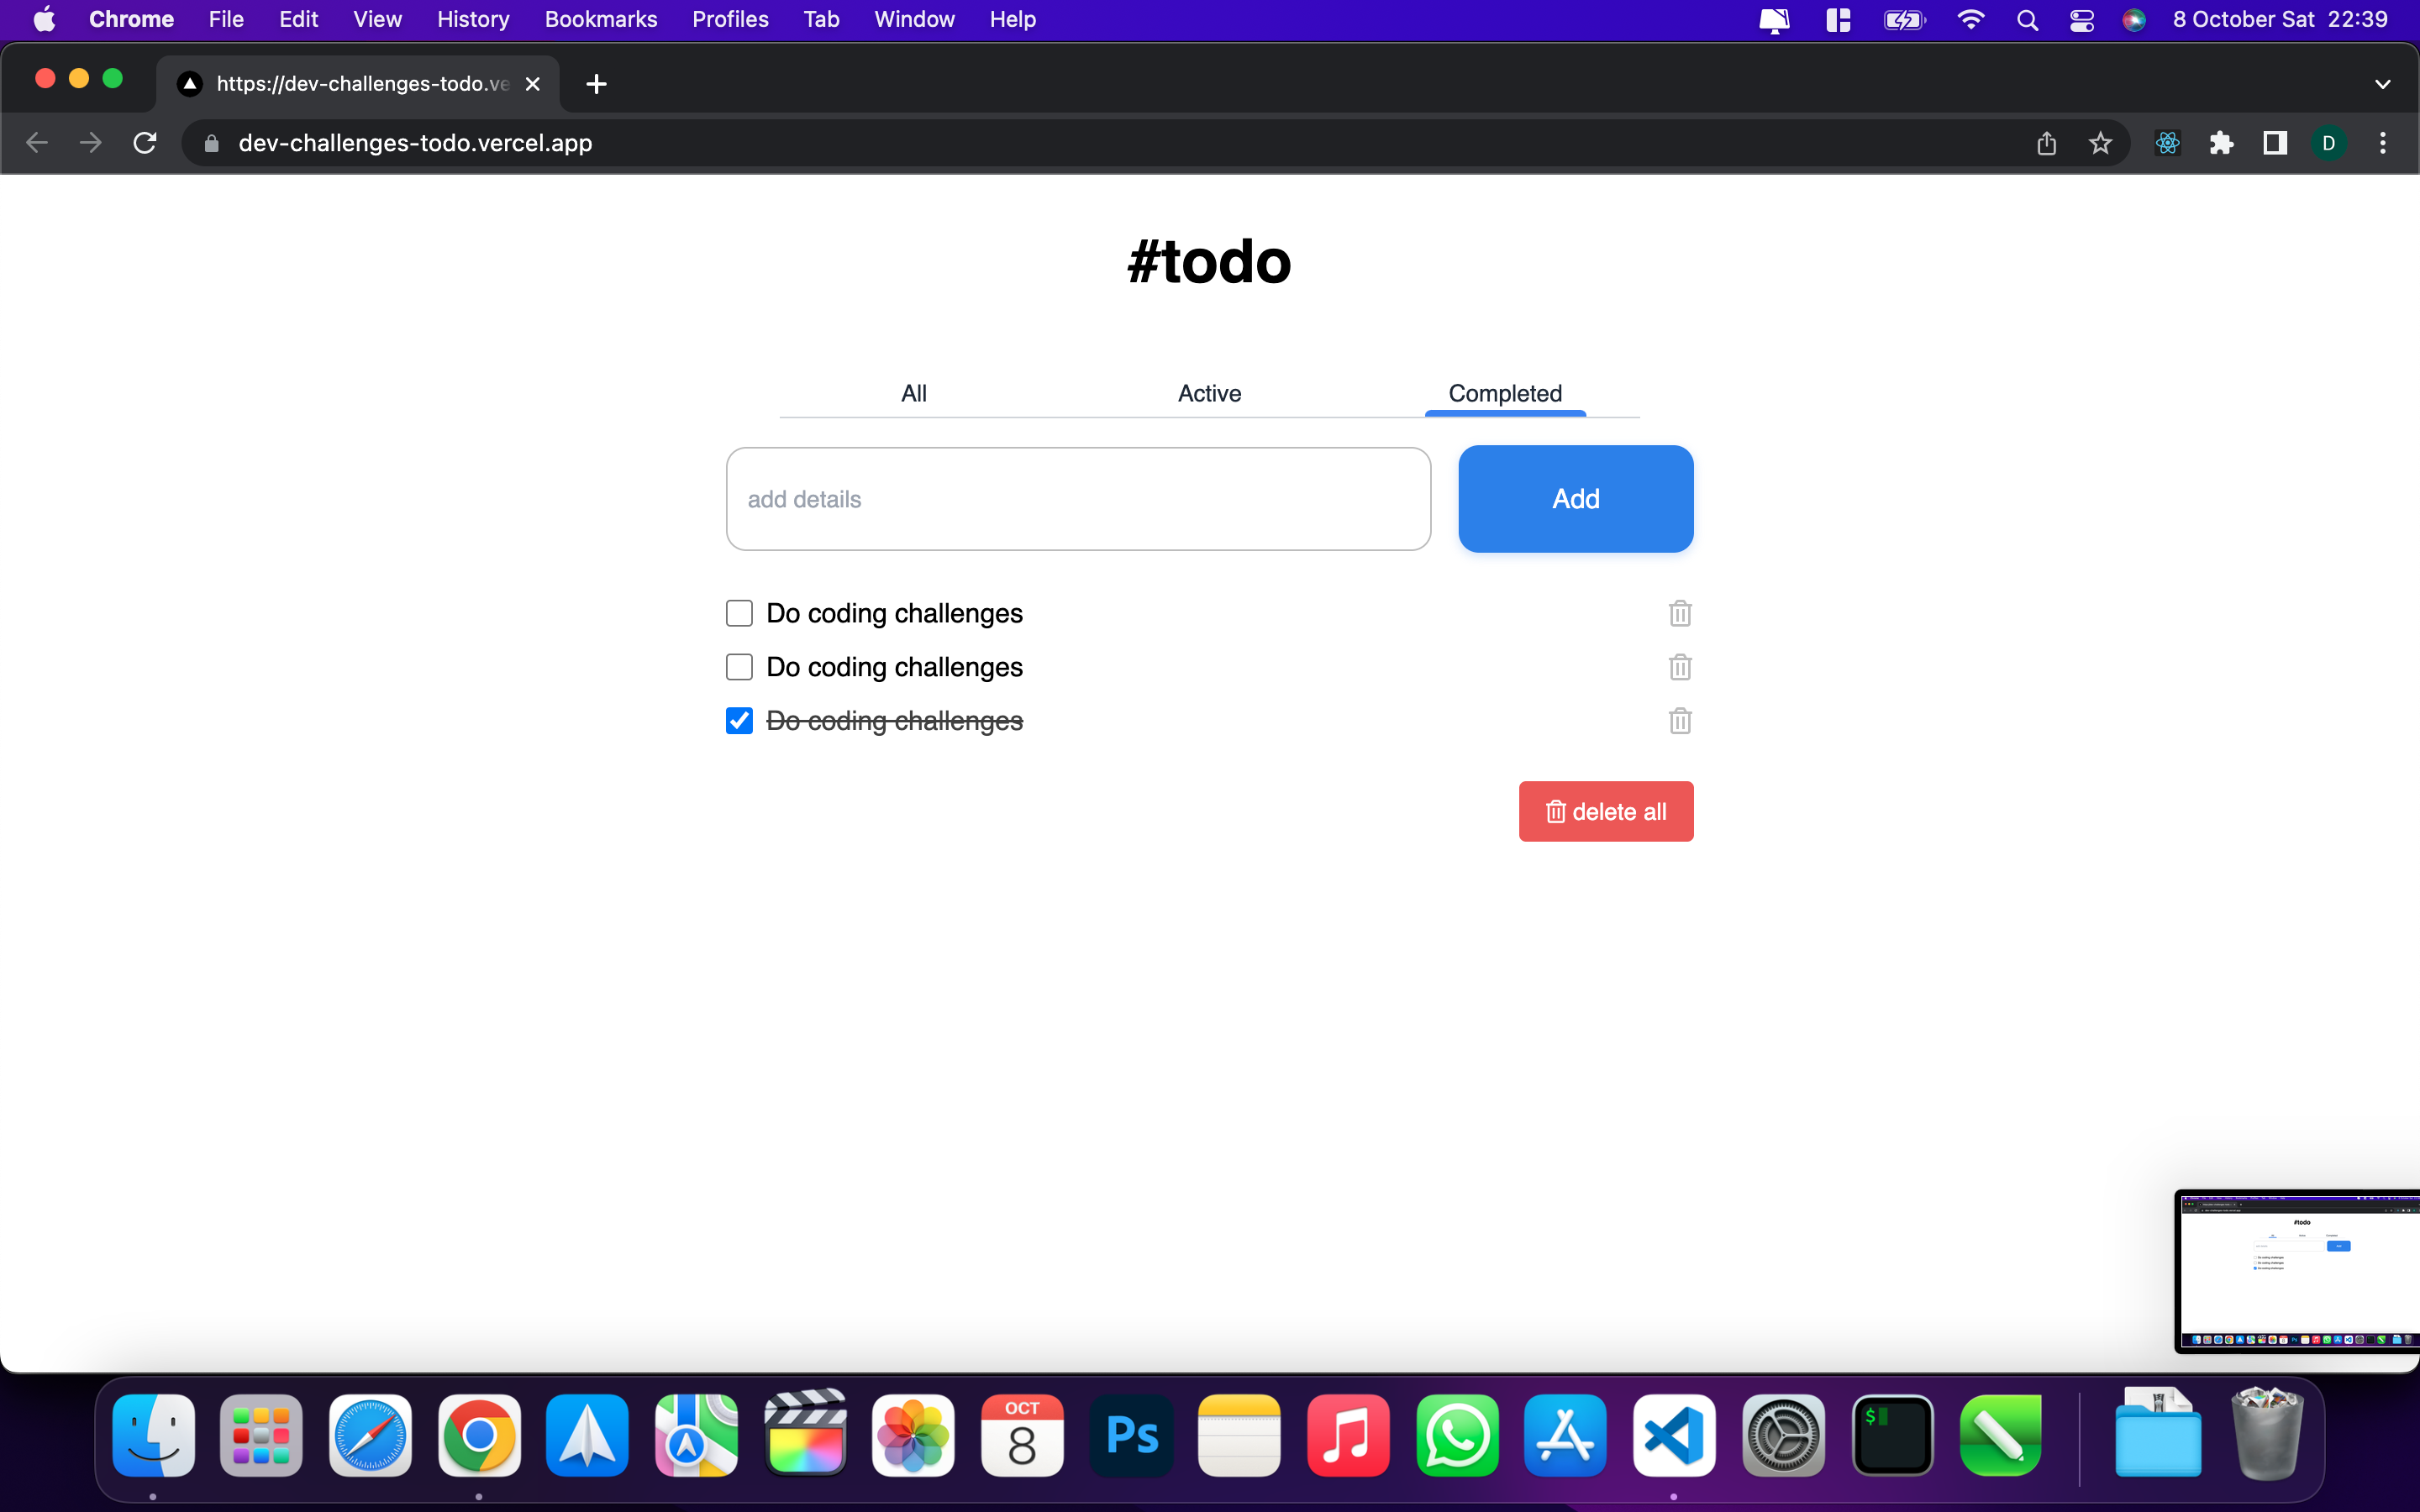 Chrome File Edit View History Bookmarks Profiles Tab Window Help 8 October Sat 22:39
https://dev-challenges-todo.ve
dev-challenges-todo.vercel.app D
#todo
All Active Completed
add details Add
Do coding challenges
Do coding challenges
Do coding challenges
delete all
#todo
OCT
8
Ps
$